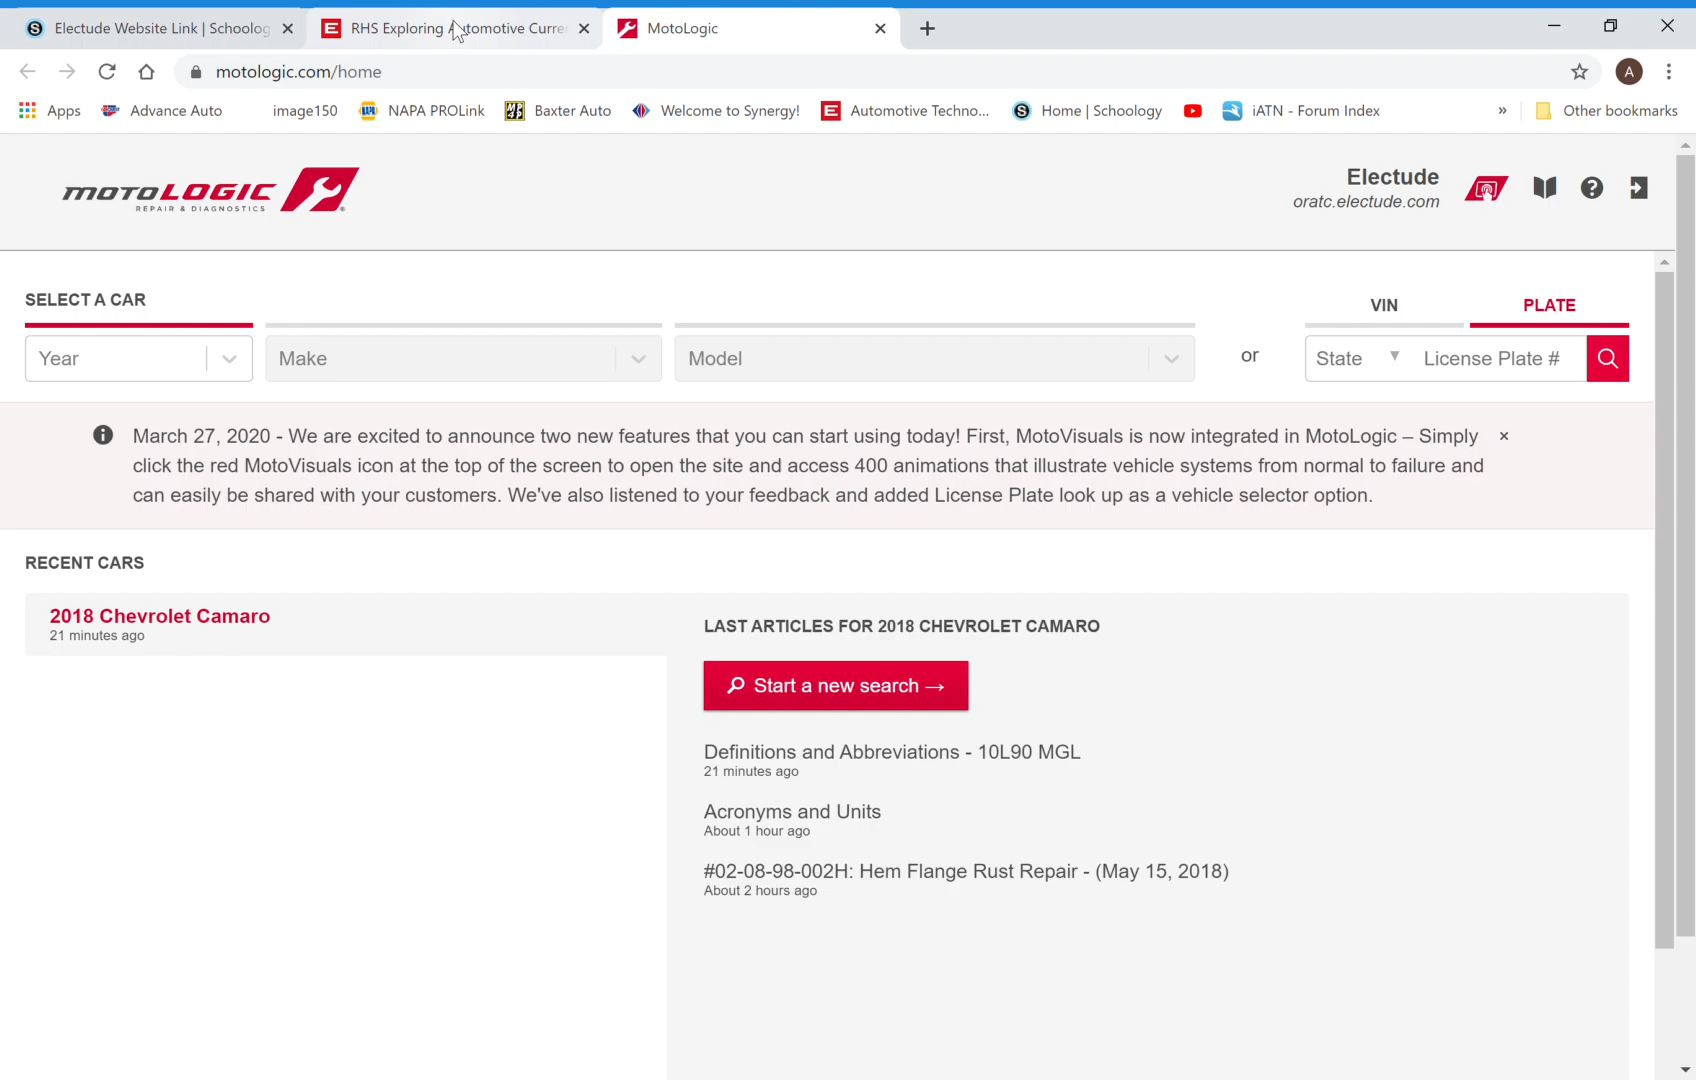 Electude Website Link | Schoolog
RHS Exploring Automotive Curre
MotoLogic
motologic.com/home
A
Apps
Advance Auto
image150
NAPA PROLink
Baxter Auto
Welcome to Synergy!
Automotive Techno...
Home | Schoology
iATN - Forum Index
»
Other bookmarks
MOTOLOGIC
REPAIR & DIAGNOSTICS
Electude
oratc.electude.com
SELECT A CAR
VIN
PLATE
Year
Make
Model
or
State
License Plate #
March 27, 2020 - We are excited to announce two new features that you can start using today! First, MotoVisuals is now integrated in MotoLogic – Simply
click the red MotoVisuals icon at the top of the screen to open the site and access 400 animations that illustrate vehicle systems from normal to failure and
can easily be shared with your customers. We've also listened to your feedback and added License Plate look up as a vehicle selector option.
RECENT CARS
2018 Chevrolet Camaro
21 minutes ago
LAST ARTICLES FOR 2018 CHEVROLET CAMARO
Start a new search →
Definitions and Abbreviations - 10L90 MGL
21 minutes ago
Acronyms and Units
About 1 hour ago
#02-08-98-002H: Hem Flange Rust Repair - (May 15, 2018)
About 2 hours ago